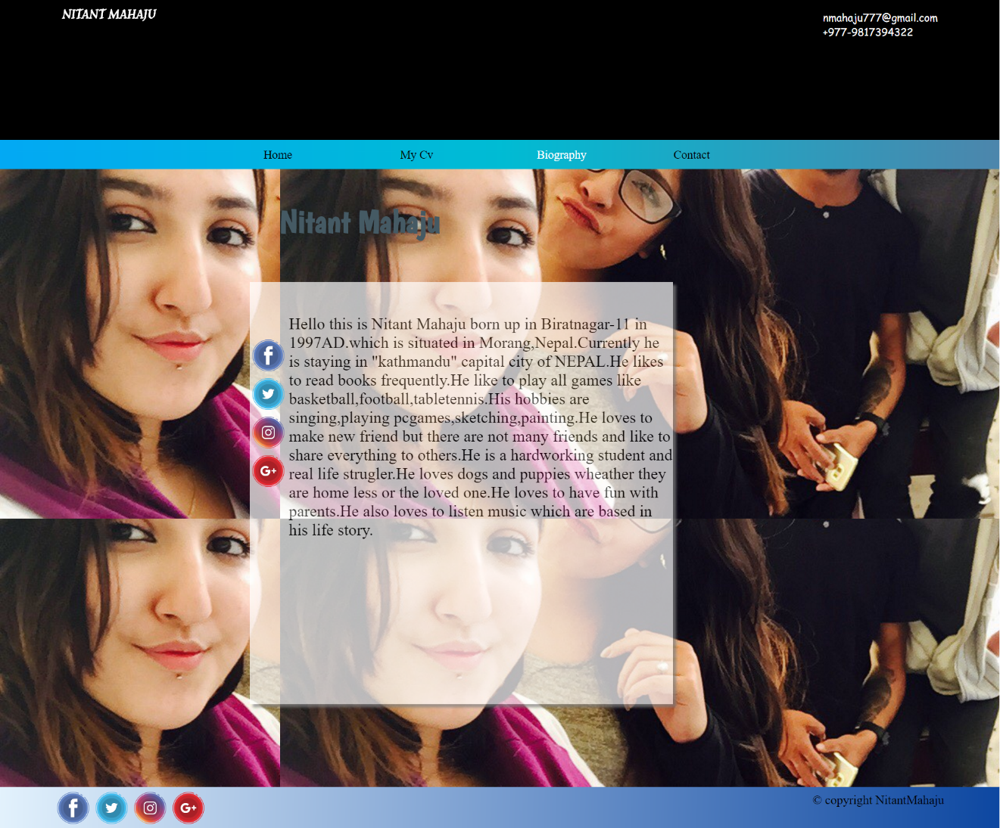 NITANT MAHAJU
nmahaju777@gmail.com
+977-9817394322
Home My Cv Biography Contact
Nitant Mahaju
Hello this is Nitant Mahaju born up in Biratnagar-11 in
1997AD.which is situated in Morang,Nepal.Currently he
is staying in "kathmandu" capital city of NEPAL.He likes
to read books frequently.He like to play all games like
basketball,football,tabletennis.His hobbies are
singing,playing pcgames,sketching,painting.He loves to
make new friend but there are not many friends and like to
share everything to others.He is a hardworking student and
real life strugler.He loves dogs and puppies wheather they
are home less or the loved one.He loves to have fun with
parents.He also loves to listen music which are based in
his life story.
© copyright NitantMahaju